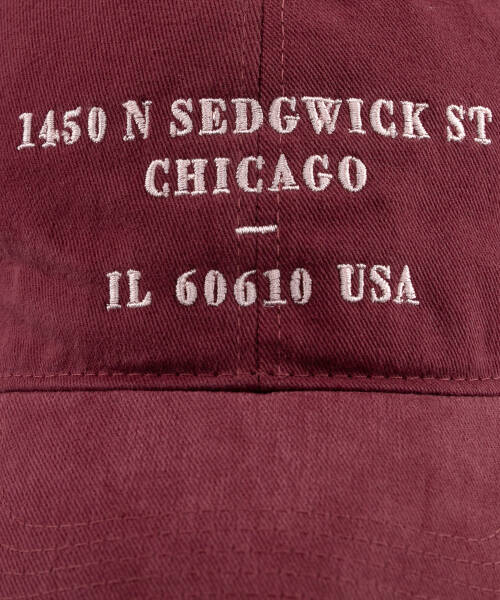 1450 N SEDGWICK ST
CHICAGO
—
IL 60610 USA